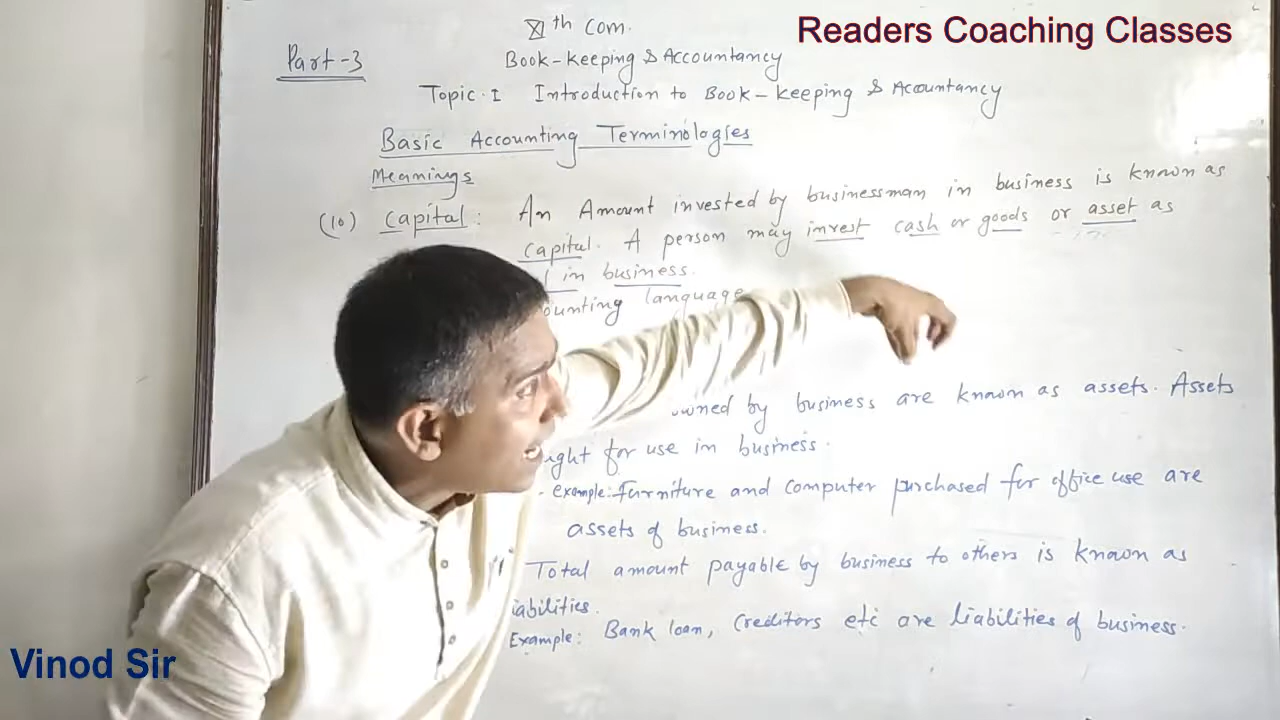 Readers Coaching Classes
XIth com.
Part-3
Book-keeping & Accountancy
Topic.I Introduction to Book-keeping & Accountancy
Basic Accounting Terminologies
Meanings
(10) Capital: An Amount invested by businessman in business is known as
capital. A person may invest cash or goods or asset as
in business.
ounting language
owned by business are known as assets. Assets
ught for use in business.
example: furniture and computer purchased for office use are
assets of business.
Total amount payable by business to others is known as
iabilities.
Example: Bank loan, Creditors etc are liabilities of business.
Vinod Sir